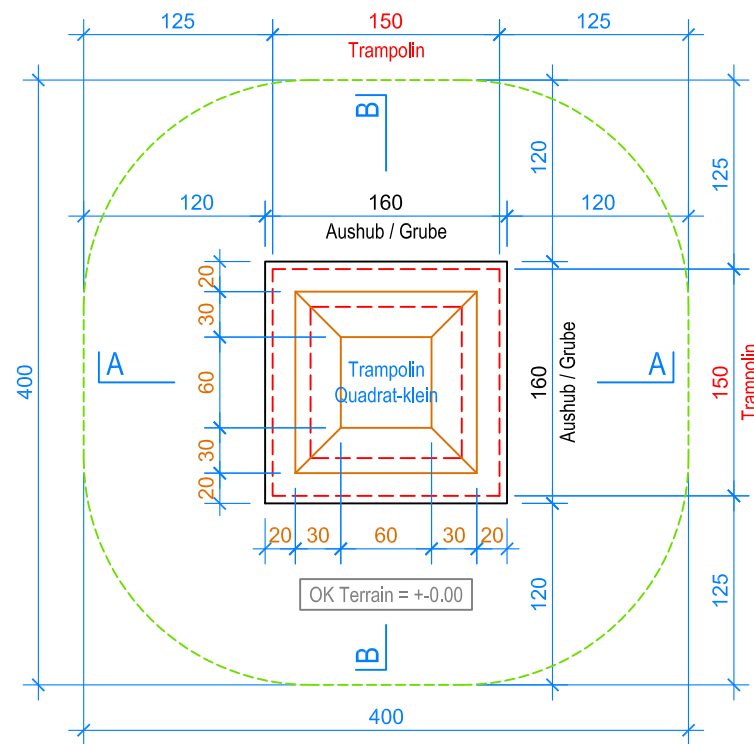 125 150 125
Trampolin
B
120
125
120 160 120
Aushub / Grube
20
30
A
Trampolin
Quadrat-klein
A
400
60
160
Aushub / Grube
150
Trampolin
30
20
20 30 60 30 20
OK Terrain = +-0.00
120
125
B
400